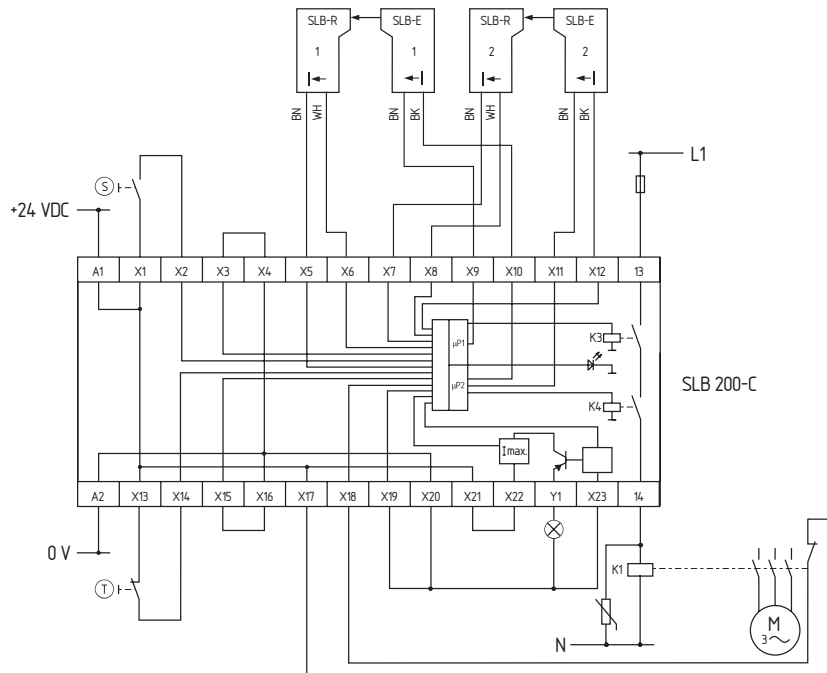 SLB-R SLB-E SLB-R SLB-E
1 1 2 2
BN WH BN BK BN WH BN BK
L1
S
+24 VDC
A1 X1 X2 X3 X4 X5 X6 X7 X8 X9 X10 X11 X12 13
µP1
K3
SLB 200-C
µP2
K4
Imax.
A2 X13 X14 X15 X16 X17 X18 X19 X20 X21 X22 Y1 X23 14
0 V
T
K1
M
3
N